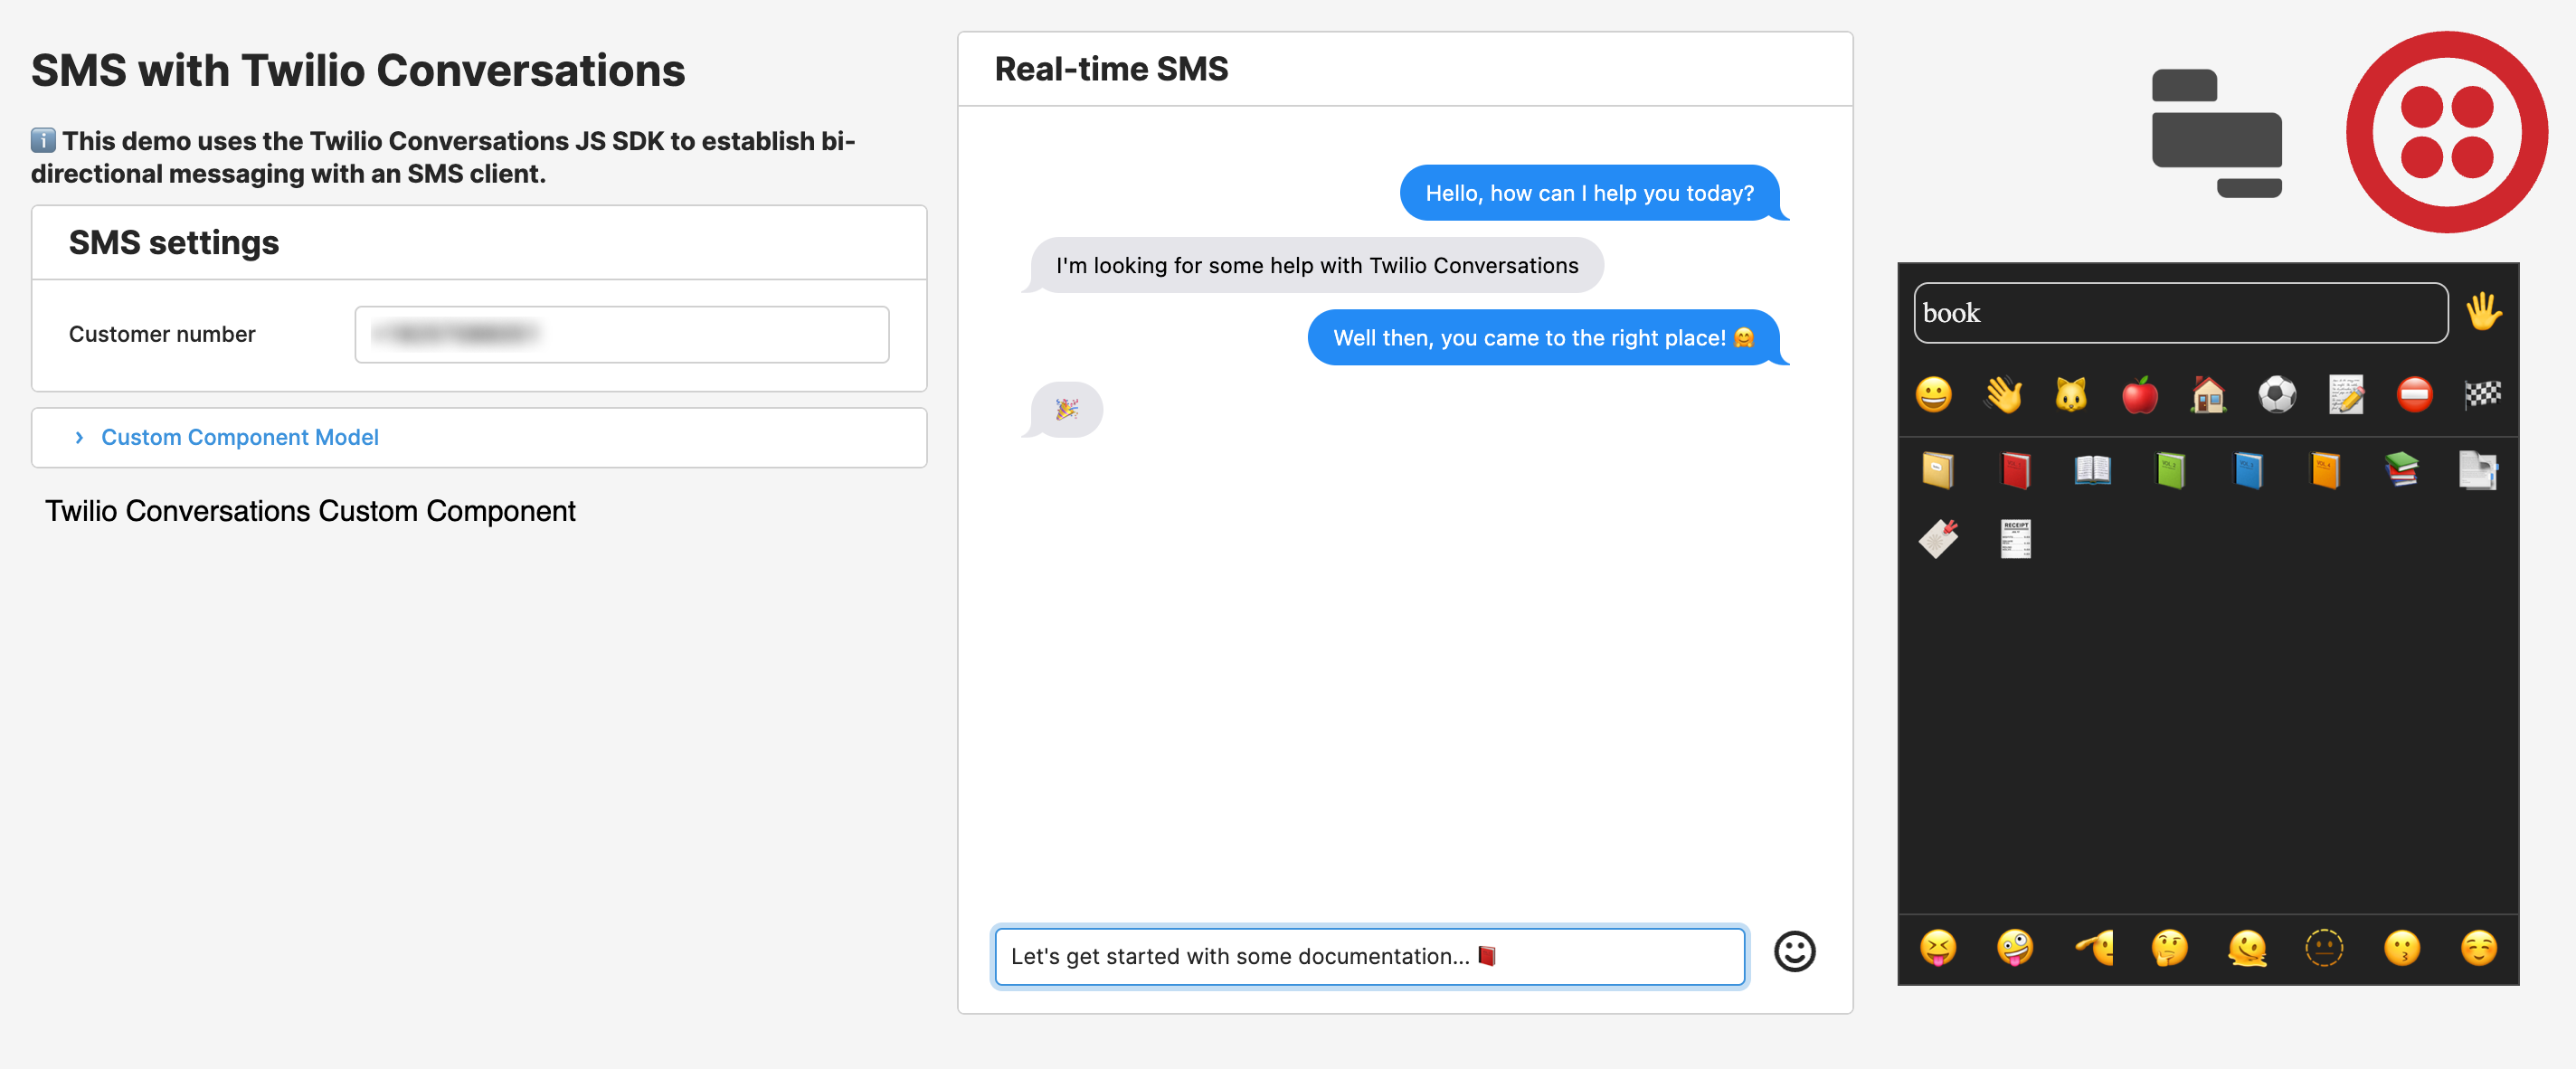 SMS with Twilio Conversations
ℹ️ This demo uses the Twilio Conversations JS SDK to establish bi-
directional messaging with an SMS client.
SMS settings
Customer number
Custom Component Model
Twilio Conversations Custom Component
Real-time SMS
Hello, how can I help you today?
I'm looking for some help with Twilio Conversations
Well then, you came to the right place! 🤗
🎉
Let's get started with some documentation... 📕
book
RECEIPT